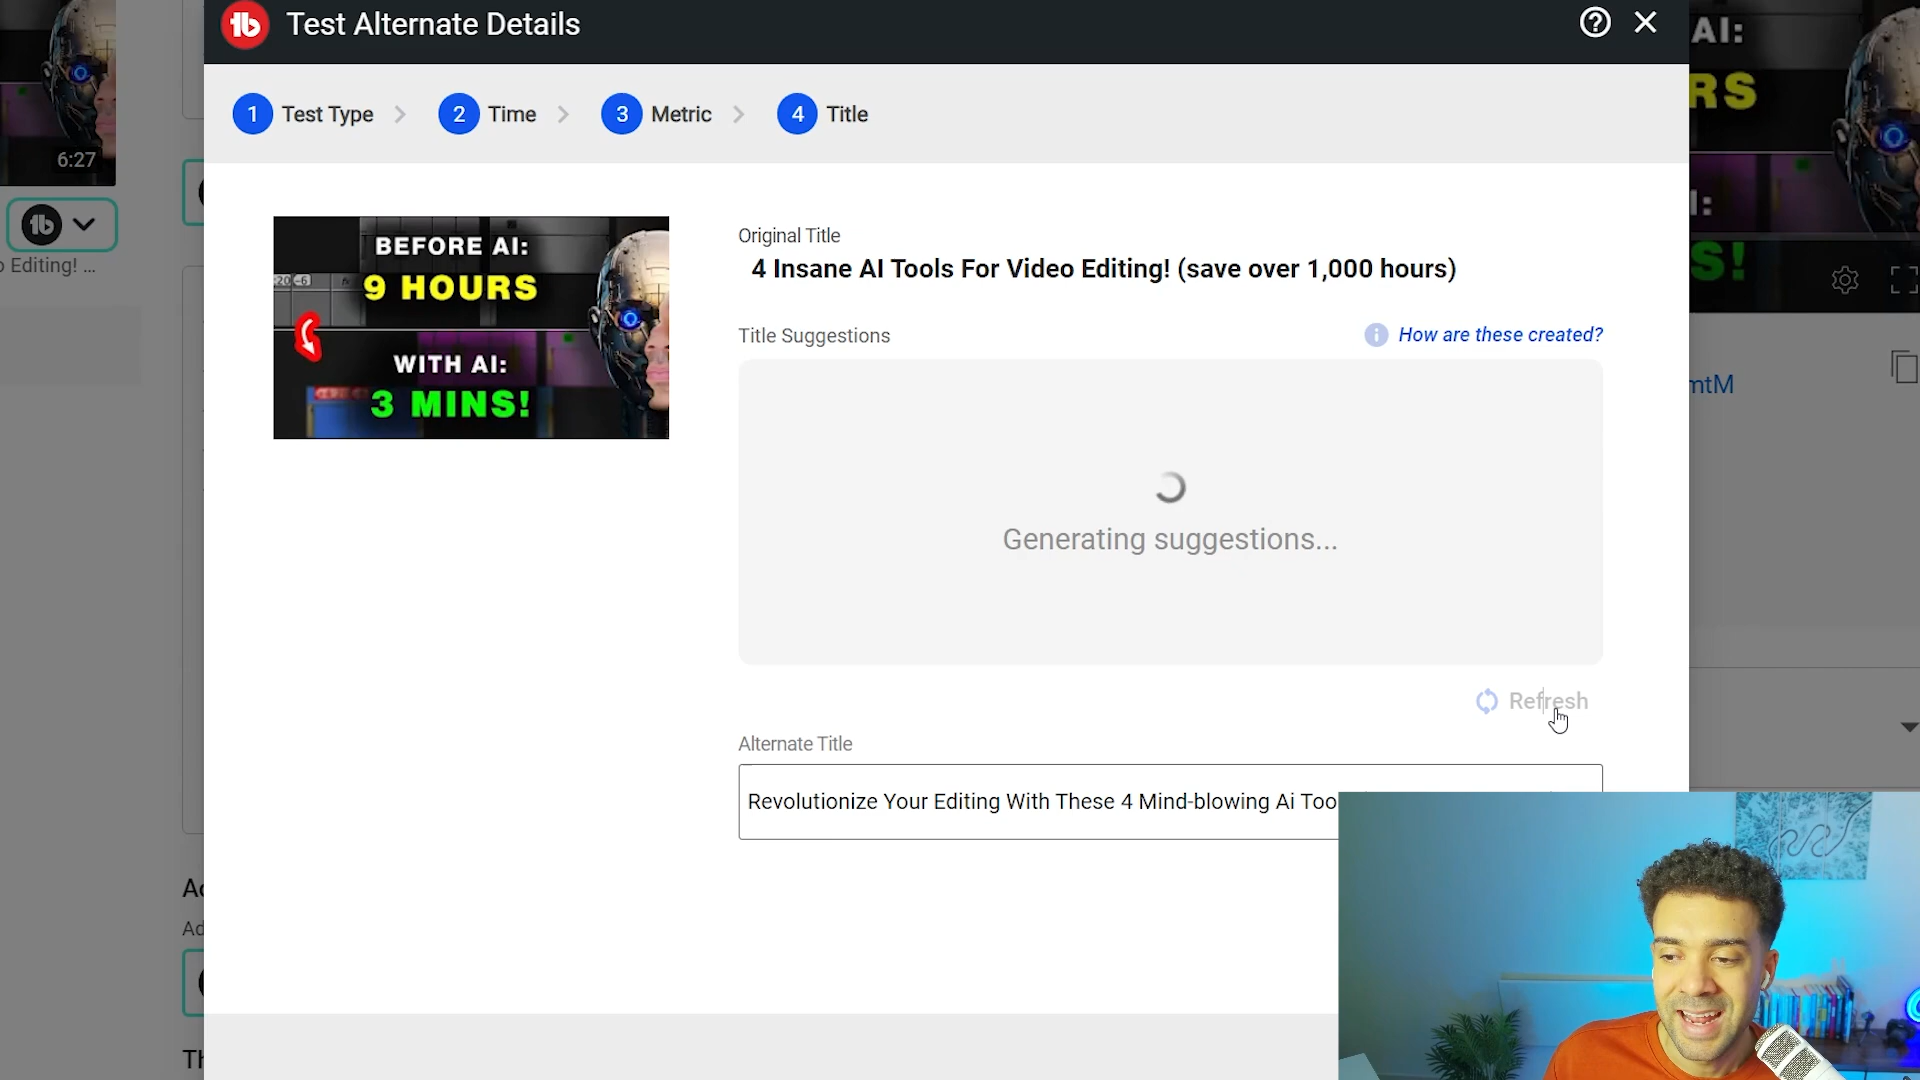 Test Alternate Details
1 Test Type
2 Time
3 Metric
4 Title
6:27
Editing! ...
BEFORE AI:
9 HOURS
WITH AI:
3 MINS!
Original Title
4 Insane AI Tools For Video Editing! (save over 1,000 hours)
Title Suggestions
How are these created?
Generating suggestions...
Refresh
Alternate Title
Revolutionize Your Editing With These 4 Mind-blowing Ai Too
AI:
RS
S!
mtM